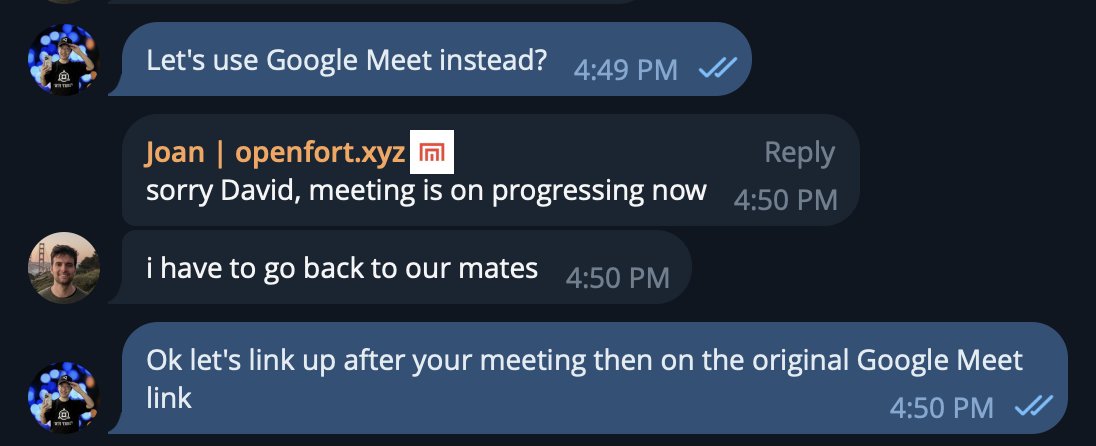 Let's use Google Meet instead? 4:49 PM
Joan | openfort.xyz Reply
sorry David, meeting is on progressing now 4:50 PM
i have to go back to our mates 4:50 PM
Ok let's link up after your meeting then on the original Google Meet
link 4:50 PM